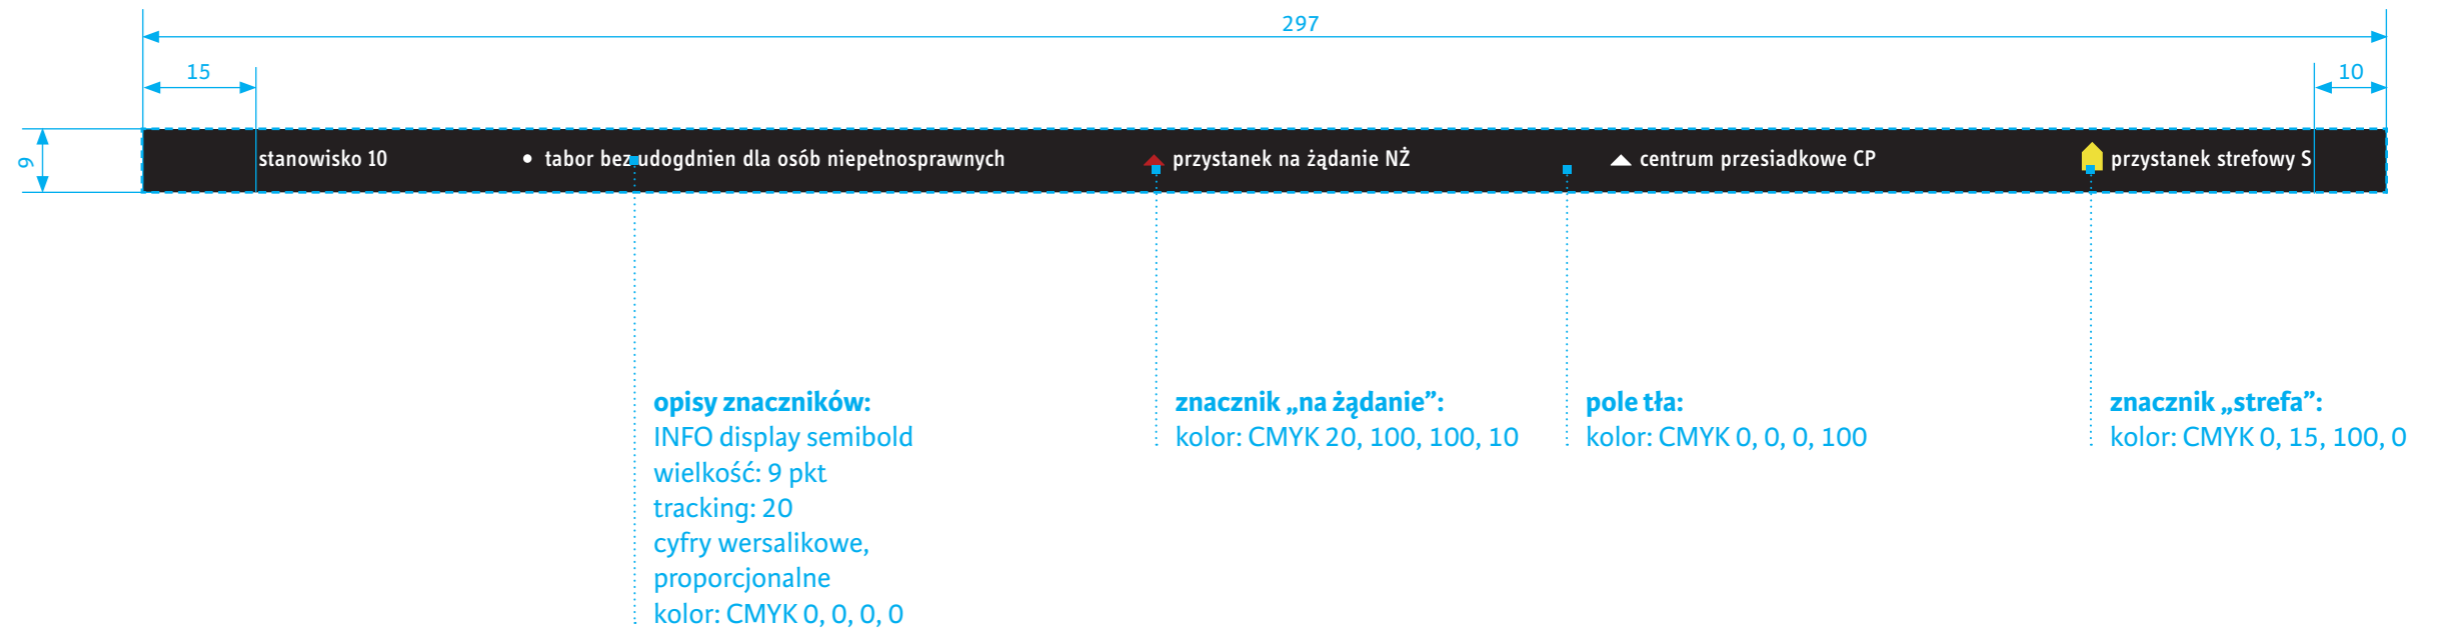 297
15
10
9
stanowisko 10 • tabor bez udogdnien dla osób niepełnosprawnych przystanek na żądanie NŻ centrum przesiadkowe CP przystanek strefowy S
opisy znaczników:
INFO display semibold
wielkość: 9 pkt
tracking: 20
cyfry wersalikowe,
proporcjonalne
kolor: CMYK 0, 0, 0, 0
znacznik „na żądanie”:
kolor: CMYK 20, 100, 100, 10
pole tła:
kolor: CMYK 0, 0, 0, 100
znacznik „strefa”:
kolor: CMYK 0, 15, 100, 0